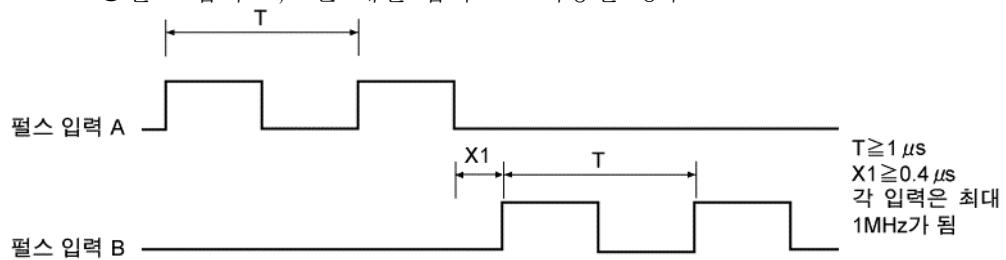 T
펄스 입력 A
X1
T
펄스 입력 B
T≧1 μs
X1≧0.4 μs
각 입력은 최대
1MHz가 됨